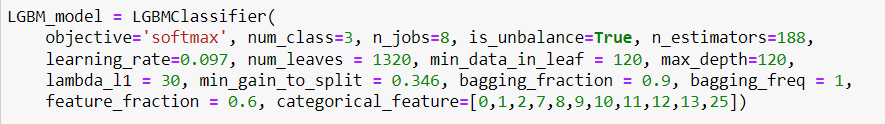 LGBM_model = LGBMClassifier(
    objective='softmax', num_class=3, n_jobs=8, is_unbalance=True, n_estimators=188,
    learning_rate=0.097, num_leaves = 1320, min_data_in_leaf = 120, max_depth=120,
    lambda_l1 = 30, min_gain_to_split = 0.346, bagging_fraction = 0.9, bagging_freq = 1,
    feature_fraction = 0.6, categorical_feature=[0,1,2,7,8,9,10,11,12,13,25])